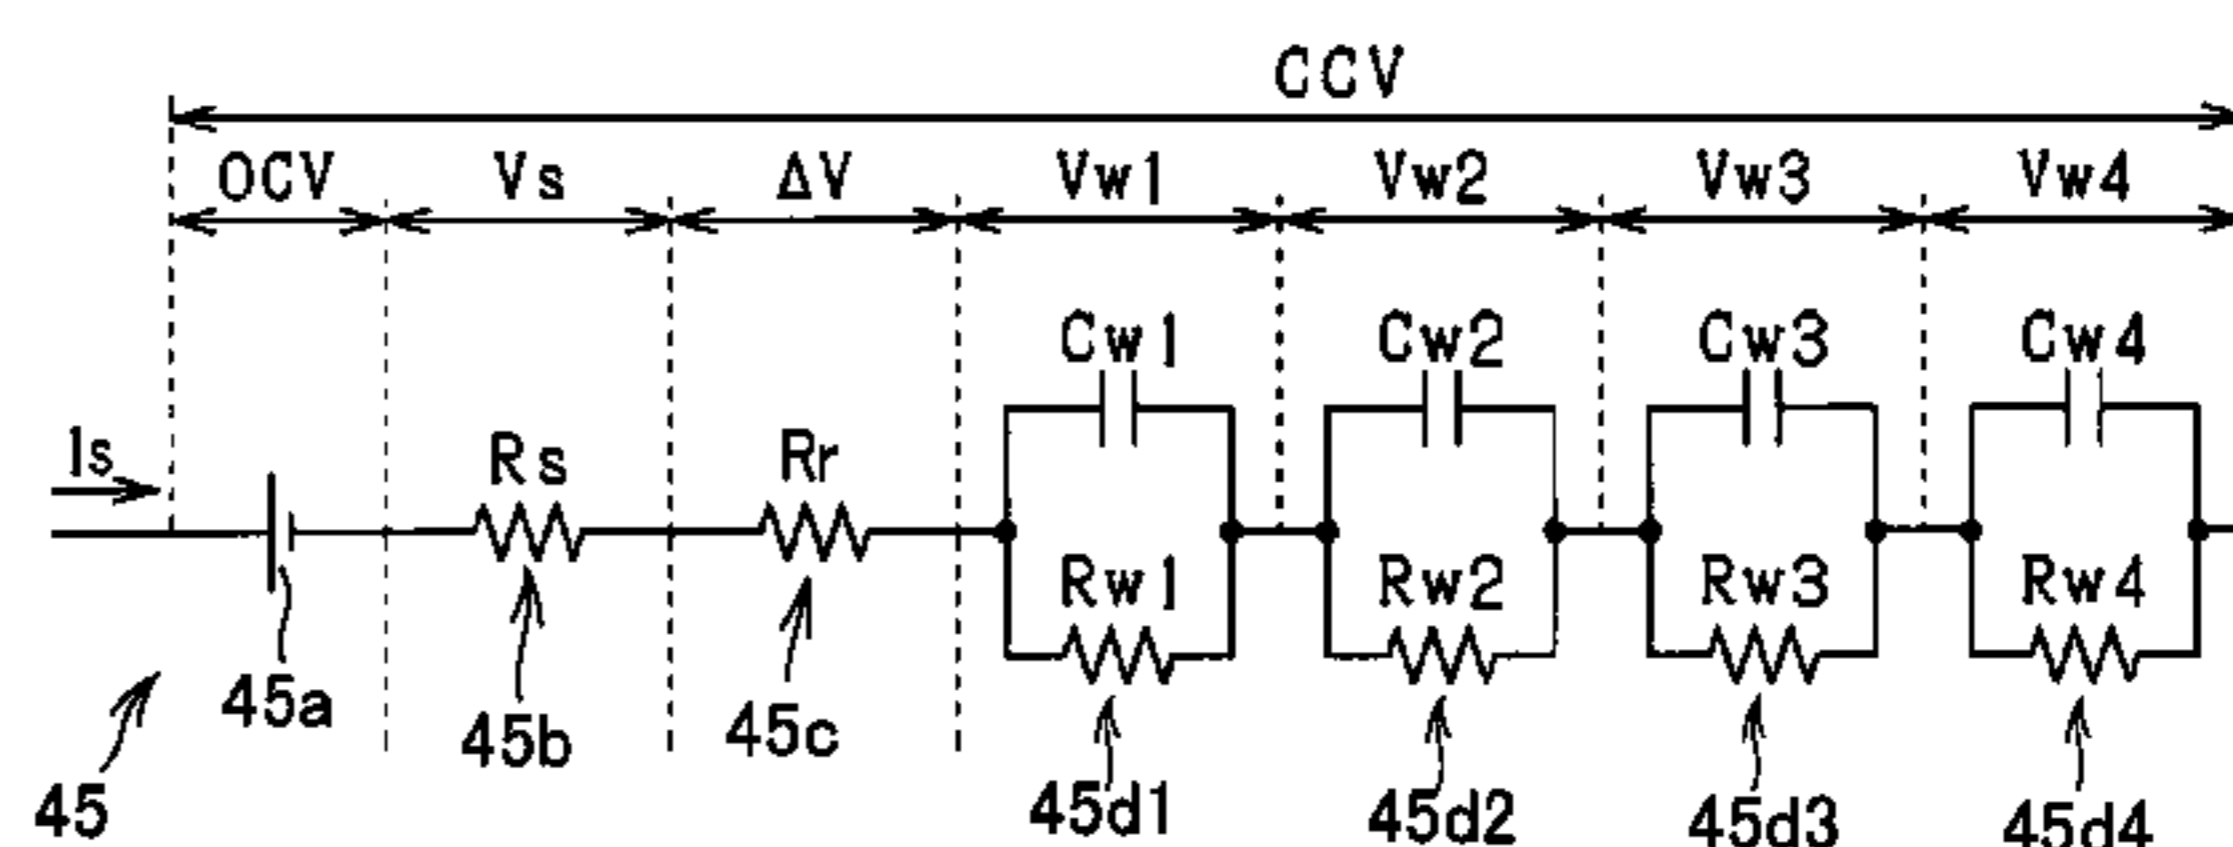 CCV
OCV Vs ΔV Vw1 Vw2 Vw3 Vw4
Cw1 Cw2 Cw3 Cw4
Is Rs Rr
Rw1 Rw2 Rw3 Rw4
45a 45b 45c
45 45d1 45d2 45d3 45d4